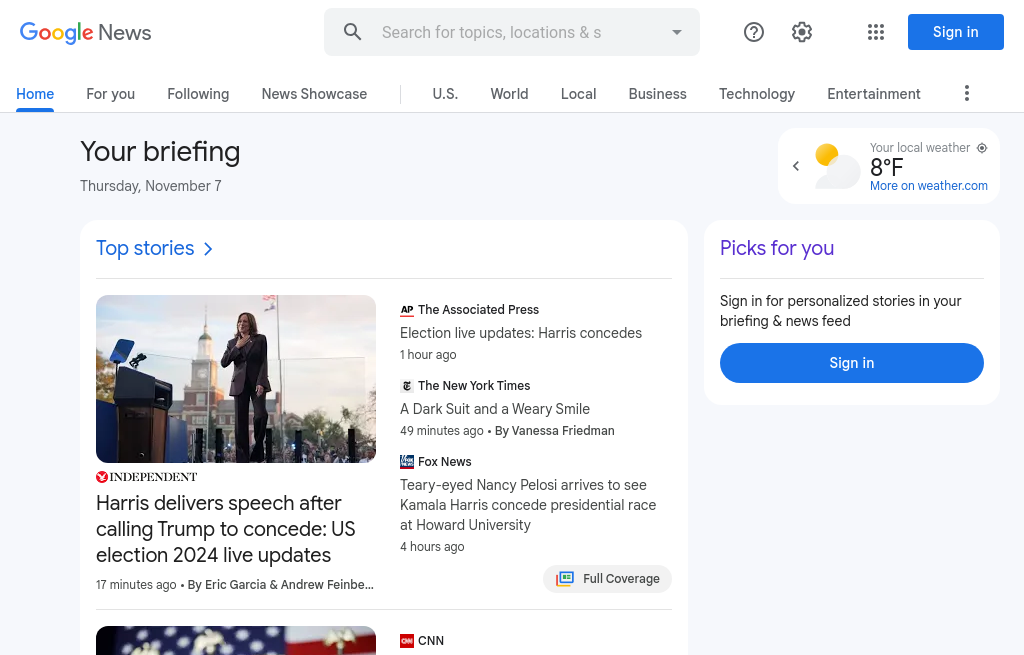 Google News
Search for topics, locations & s
Sign in
Home
For you
Following
News Showcase
U.S.
World
Local
Business
Technology
Entertainment
Your briefing
Thursday, November 7
Your local weather
8°F
More on weather.com
Top stories
Picks for you
Sign in for personalized stories in your
briefing & news feed
Sign in
INDEPENDENT
Harris delivers speech after
calling Trump to concede: US
election 2024 live updates
17 minutes ago • By Eric Garcia & Andrew Feinbe...
AP The Associated Press
Election live updates: Harris concedes
1 hour ago
The New York Times
A Dark Suit and a Weary Smile
49 minutes ago • By Vanessa Friedman
Fox News
Teary-eyed Nancy Pelosi arrives to see
Kamala Harris concede presidential race
at Howard University
4 hours ago
Full Coverage
CNN CNN